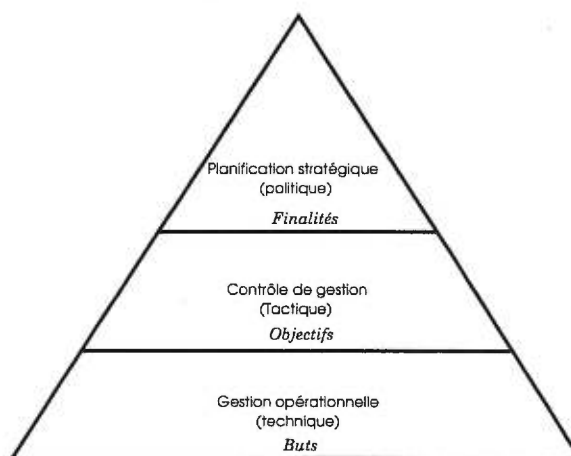 Planification stratégique
(politique)
Finalités
Contrôle de gestion
(Tactique)
Objectifs
Gestion opérationnelle
(technique)
Buts